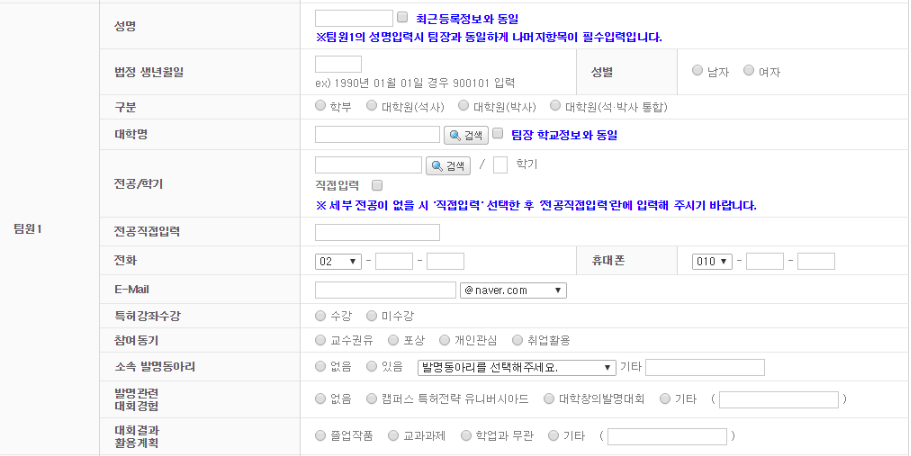 성명 최근등록정보와 동일
※팀원1의 성명입력시 팀장과 동일하게 나머지항목이 필수입력입니다.
법정 생년월일 성별 남자 여자
ex) 1990년 01월 01일 경우 900101 입력
구분 학부 대학원(석사) 대학원(박사) 대학원(석·박사 통합)
대학명 검색 팀장 학교정보와 동일
전공/학기 검색 / 학기
직접입력
※ 세부 전공이 없을 시 '직접입력' 선택한 후 '전공직접입력'란에 입력해 주시기 바랍니다.
팀원1
전공직접입력
전화 02 - - 휴대폰 010 - -
E-Mail @naver.com
특허강좌수강 수강 미수강
참여동기 교수권유 포상 개인관심 취업활용
소속 발명동아리 없음 있음 발명동아리를 선택해주세요. 기타
발명관련
대회경험 없음 캠퍼스 특허전략 유니버시아드 대학창의발명대회 기타 ( )
대회결과
활용계획 졸업작품 교과과제 학업과 무관 기타 ( )